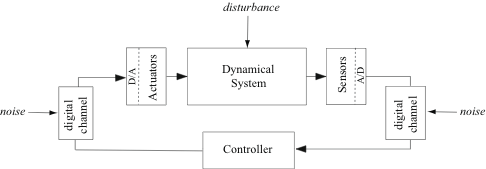 disturbance
D/A
Actuators
Dynamical
System
Sensors
A/D
noise
digital
channel
digital
channel
noise
Controller